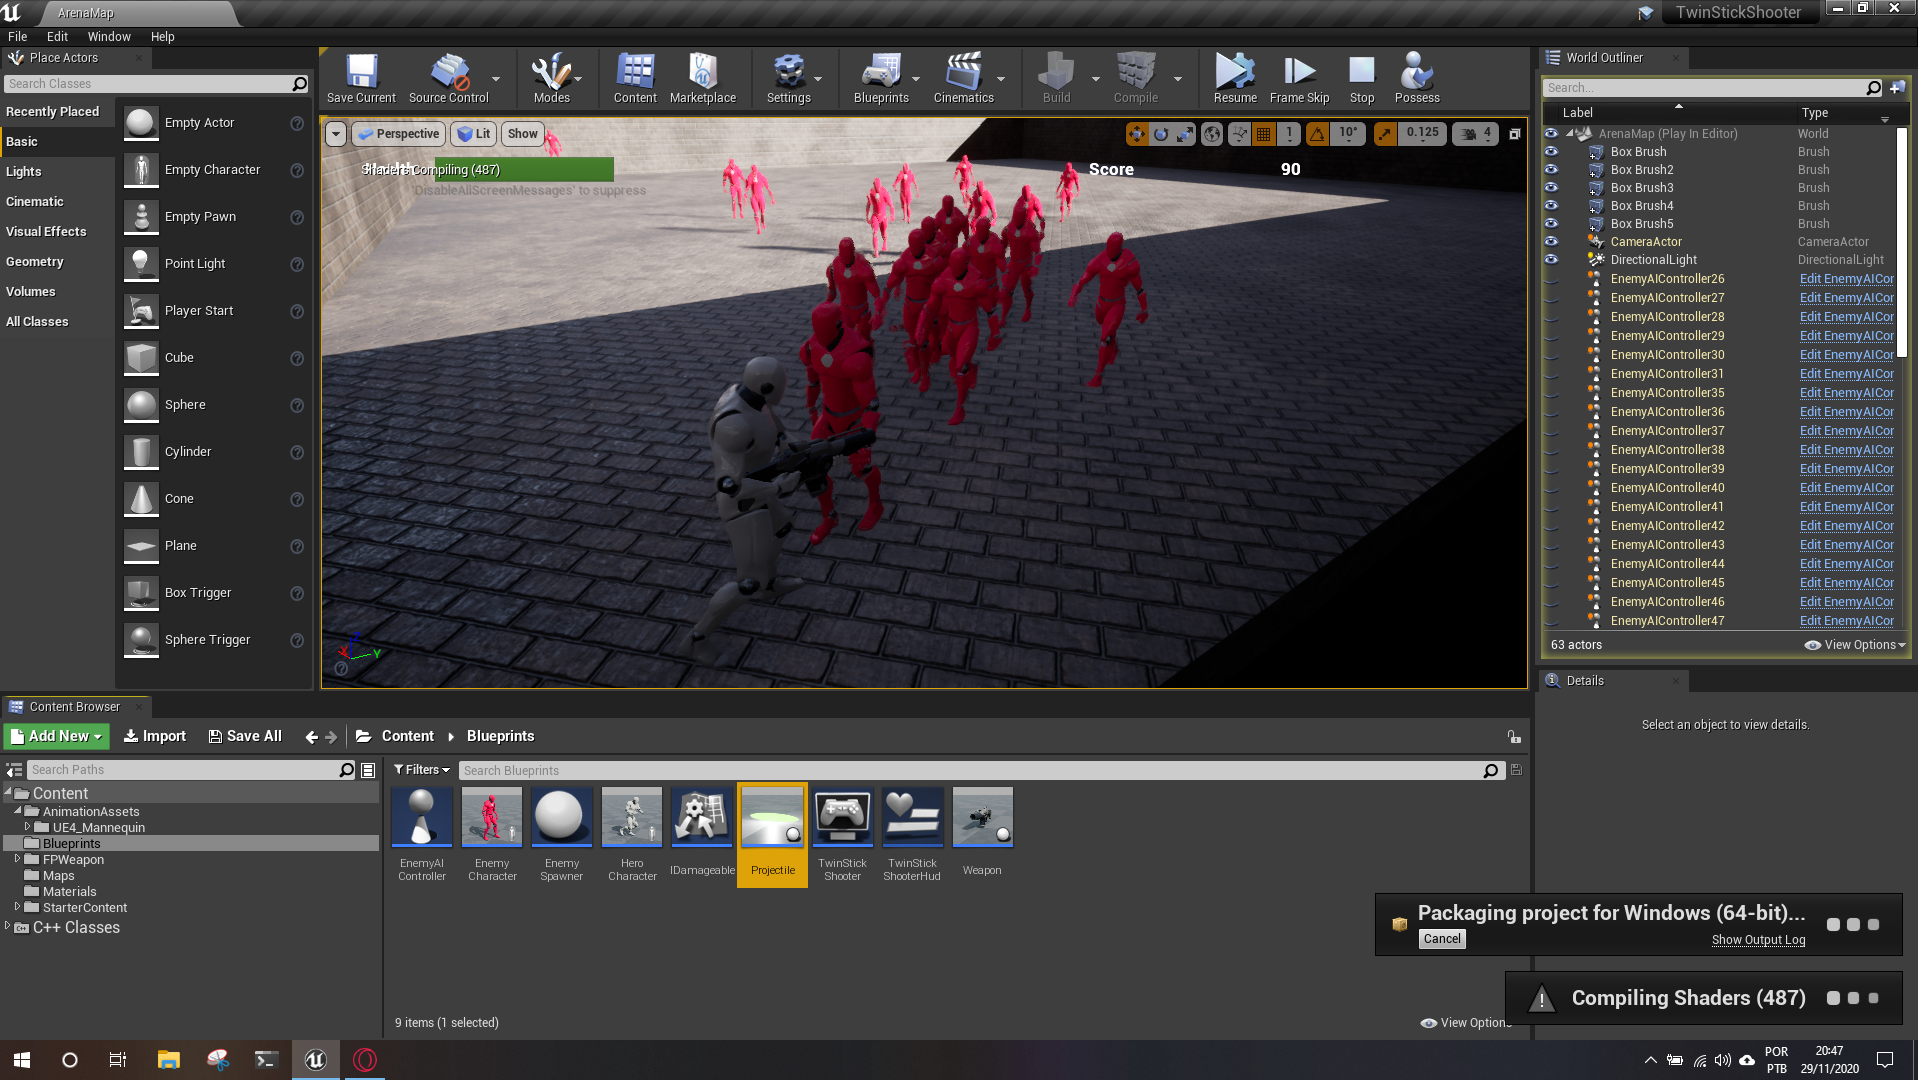 ArenaMap
TwinStickShooter
File Edit Window Help
Place Actors
Search Classes
Recently Placed
Basic
Lights
Cinematic
Visual Effects
Geometry
Volumes
All Classes
Empty Actor
Empty Character
Empty Pawn
Point Light
Player Start
Cube
Sphere
Cylinder
Cone
Plane
Box Trigger
Sphere Trigger
Save Current Source Control Modes Content Marketplace Settings Blueprints Cinematics Build Compile Resume Frame Skip Stop Possess
Perspective Lit Show 1 10° 0.125 4
Shaders Compiling (487)
'DisableAllScreenMessages' to suppress
Score 90
X Y
World Outliner
Search...
Label Type
ArenaMap (Play In Editor) World
Box Brush Brush
Box Brush2 Brush
Box Brush3 Brush
Box Brush4 Brush
Box Brush5 Brush
CameraActor CameraActor
DirectionalLight DirectionalLight
EnemyAIController26 Edit EnemyAICor
EnemyAIController27 Edit EnemyAICor
EnemyAIController28 Edit EnemyAICor
EnemyAIController29 Edit EnemyAICor
EnemyAIController30 Edit EnemyAICor
EnemyAIController31 Edit EnemyAICor
EnemyAIController35 Edit EnemyAICor
EnemyAIController36 Edit EnemyAICor
EnemyAIController37 Edit EnemyAICor
EnemyAIController38 Edit EnemyAICor
EnemyAIController39 Edit EnemyAICor
EnemyAIController40 Edit EnemyAICor
EnemyAIController41 Edit EnemyAICor
EnemyAIController42 Edit EnemyAICor
EnemyAIController43 Edit EnemyAICor
EnemyAIController44 Edit EnemyAICor
EnemyAIController45 Edit EnemyAICor
EnemyAIController46 Edit EnemyAICor
EnemyAIController47 Edit EnemyAICor
63 actors View Options
Details
Select an object to view details.
Content Browser
Add New Import Save All Content Blueprints
Search Paths
Content
AnimationAssets
UE4_Mannequin
Blueprints
FPWeapon
Maps
Materials
StarterContent
C++ Classes
Filters Search Blueprints
EnemyAI
Controller
Enemy
Character
Enemy
Spawner
Hero
Character
IDamageable
Projectile
TwinStick
Shooter
TwinStick
ShooterHud
Weapon
9 items (1 selected) View Options
Packaging project for Windows (64-bit)...
Cancel Show Output Log
Compiling Shaders (487)
POR
PTB
20:47
29/11/2020